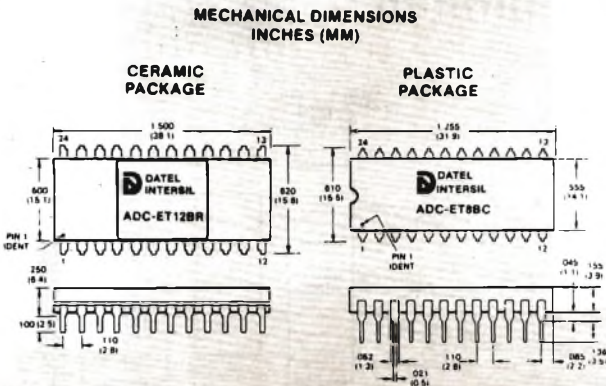 MECHANICAL DIMENSIONS
INCHES (MM)
CERAMIC
PACKAGE
PLASTIC
PACKAGE
1.500
(38.1)
24
13
600
(15.1)
DATEL
INTERSIL
ADC-ET12BR
620
(15.8)
PIN 1
IDENT
1
12
250
(6.4)
100 (2.5)
.110
(2.8)
1.255
(31.9)
24
13
610
(15.5)
DATEL
INTERSIL
ADC-ET8BC
555
(14.1)
1
PIN 1
IDENT
12
.045
(1.1)
.155
(3.9)
.062
.110
(2.8)
.021
(0.5)
.085
(2.2)